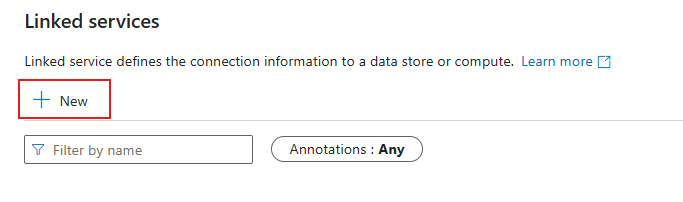 Linked services
Linked service defines the connection information to a data store or compute. Learn more
New
Filter by name
Annotations : Any